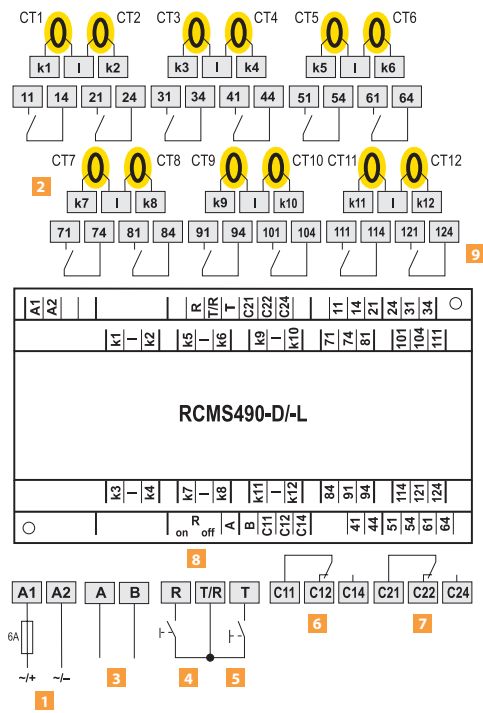 CT1 CT2 CT3 CT4 CT5 CT6
k1 I k2 k3 I k4 k5 I k6
11 14 21 24 31 34 41 44 51 54 61 64
CT7 CT8 CT9 CT10 CT11 CT12
2
k7 I k8 k9 I k10 k11 I k12
71 74 81 84 91 94 101 104 111 114 121 124
9
A1 A2 R T/R T C21 C22 C24 11 14 21 24 31 34
k1 I k2 k5 I k6 k9 I k10 71 74 81 101 104 111
RCMS490-D/-L
k3 I k4 k7 I k8 k11 I k12 84 91 94 114 121 124
on R off A B C11 C12 C14 41 44 51 54 61 64
8
A1 A2 A B R T/R T C11 C12 C14 C21 C22 C24
6 7
6A
~/+ ~/–
3 4 5
1